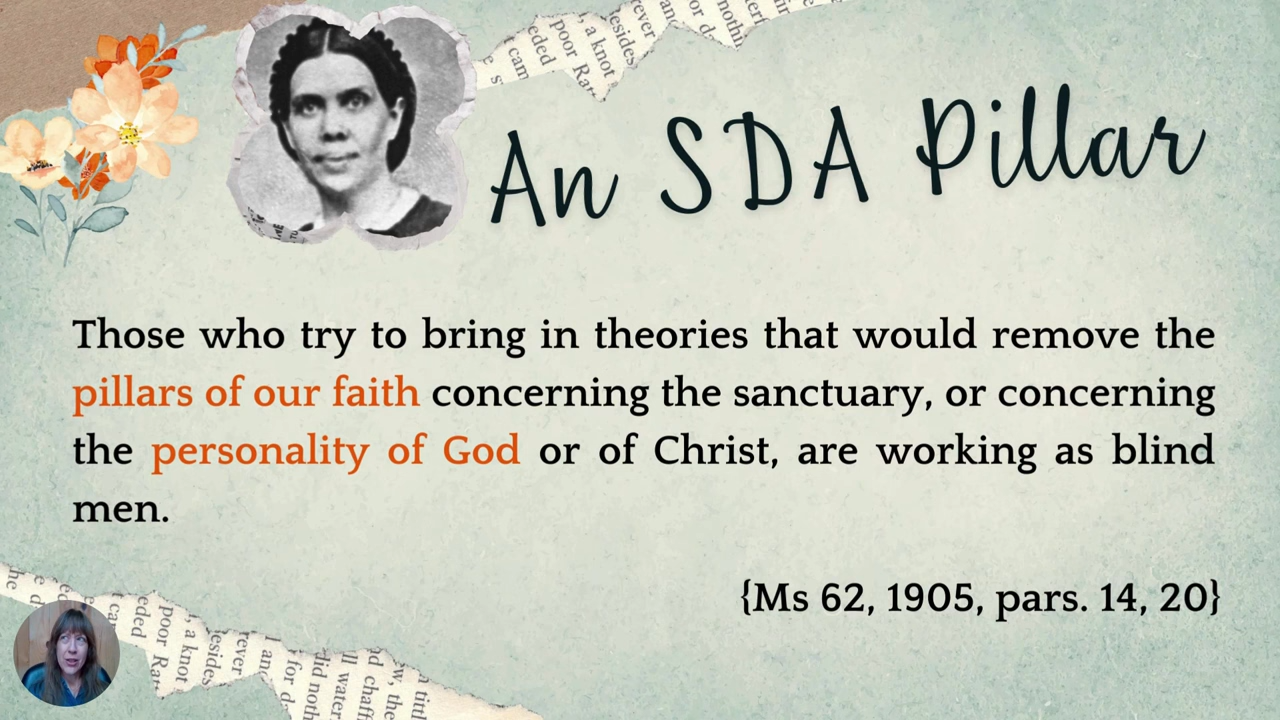 An SDA Pillar
Those who try to bring in theories that would remove the
pillars of our faith concerning the sanctuary, or concerning
the personality of God or of Christ, are working as blind
men.
{Ms 62, 1905, pars. 14, 20}